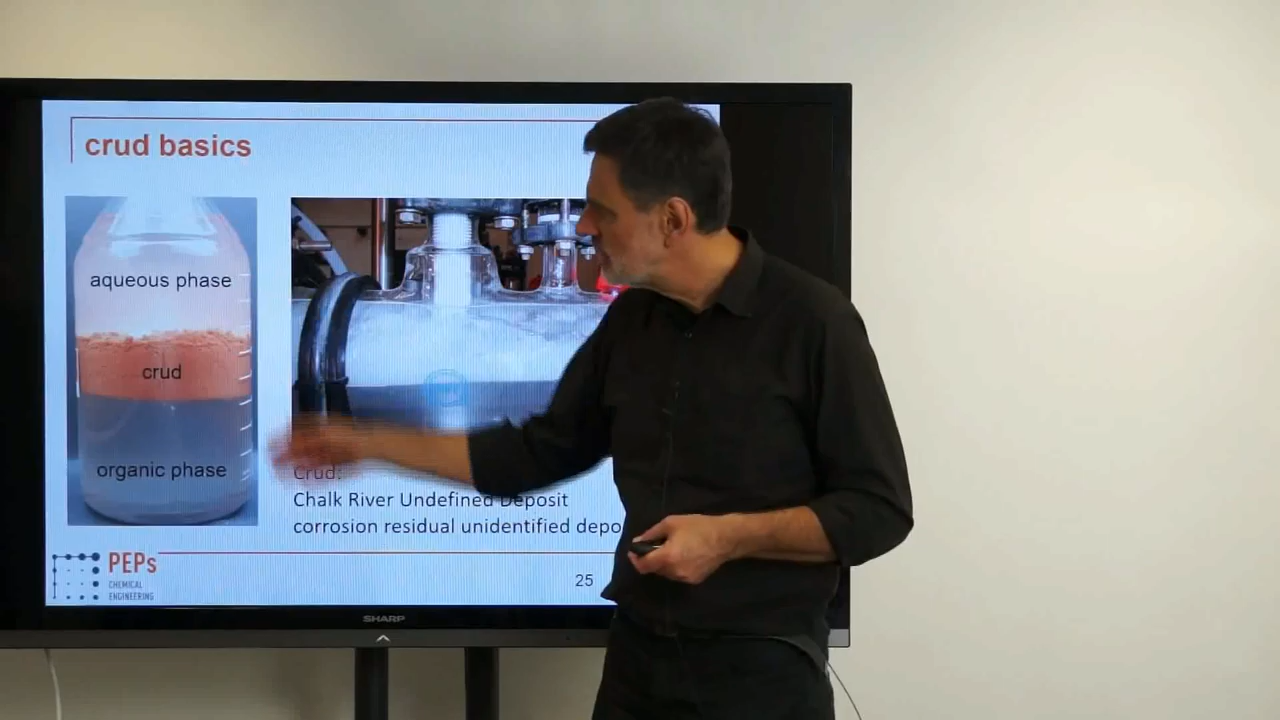 crud basics
aqueous phase
crud
organic phase
Crud:
Chalk River Undefined Deposit
corrosion residual unidentified depo
PEPs
CHEMICAL
ENGINEERING
25
SHARP